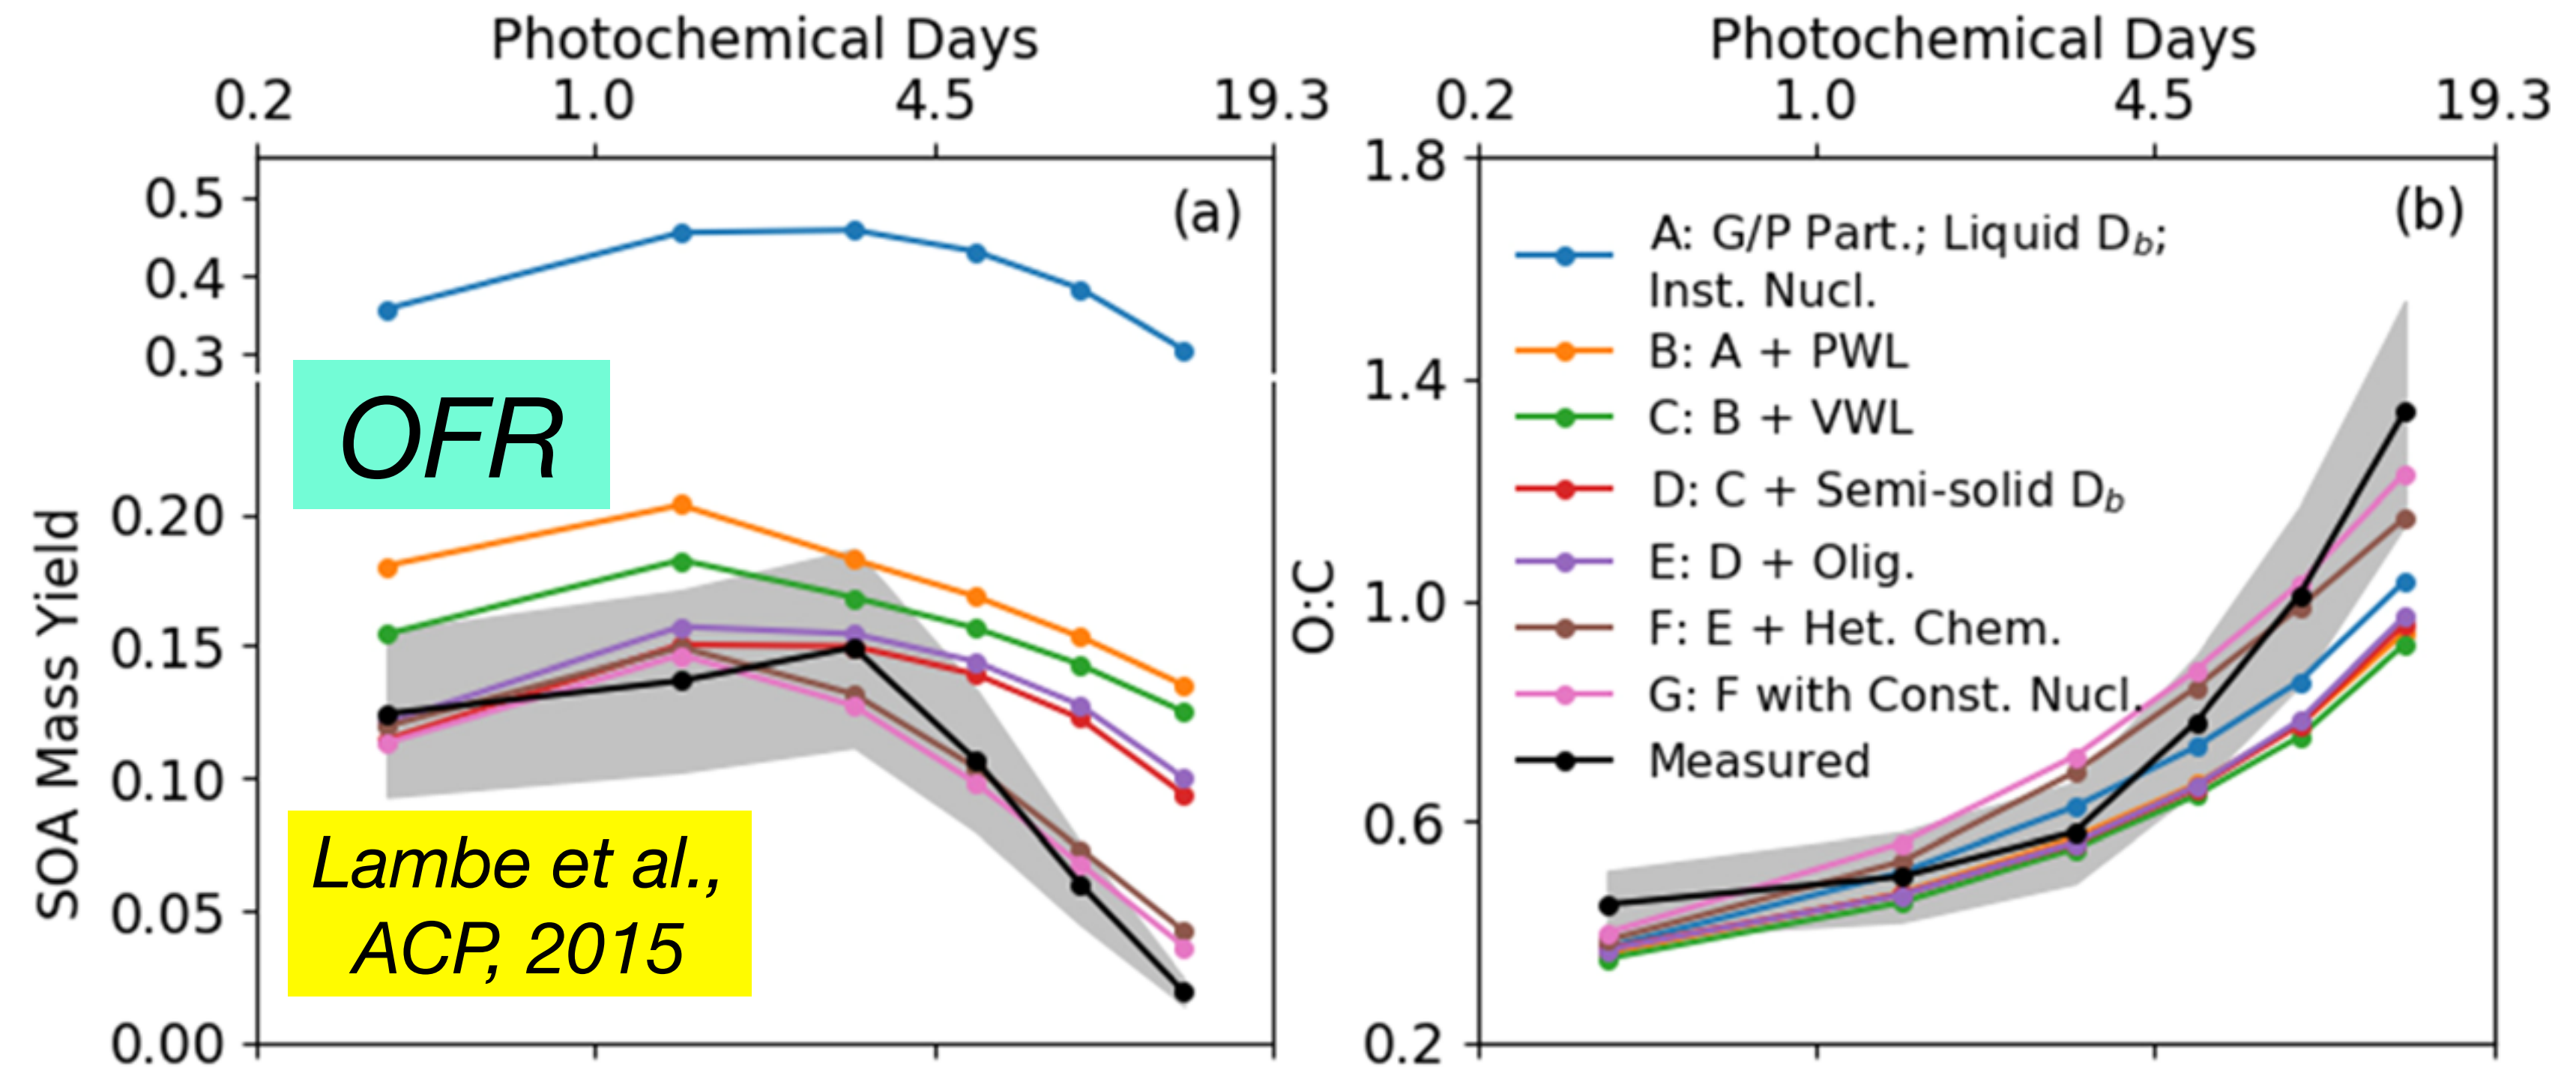 Photochemical Days
0.2 1.0 4.5 19.3
(a)
0.5
0.4
0.3
0.20
0.15
0.10
0.05
0.00
SOA Mass Yield
OFR
Lambe et al.,
ACP, 2015
Photochemical Days
0.2 1.0 4.5 19.3
(b)
1.8
1.4
1.0
0.6
0.2
O:C
A: G/P Part.; Liquid D_b;
Inst. Nucl.
B: A + PWL
C: B + VWL
D: C + Semi-solid D_b
E: D + Olig.
F: E + Het. Chem.
G: F with Const. Nucl.
Measured